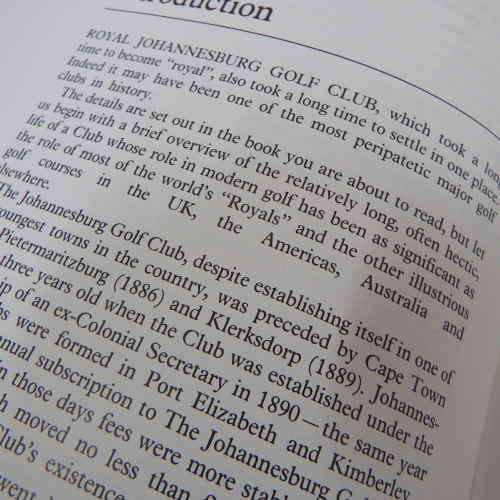 roduction
ROYAL JOHANNESBURG GOLF CLUB, which took a long
time to become "royal", also took a long time to settle in one place.
Indeed it may have been one of the most peripatetic major golf
clubs in history.
The details are set out in the book you are about to read, but let
us begin with a brief overview of the relatively long, often hectic,
life of a Club whose role in modern golf has been as significant as
the role of most of the world's "Royals" and the other illustrious
golf courses in the UK, the Americas, Australia and
elsewhere.
The Johannesburg Golf Club, despite establishing itself in one of
oungest towns in the country, was preceded by Cape Town
Pietermaritzburg (1886) and Klerksdorp (1889). Johannes-
three years old when the Club was established under the
ip of an ex-Colonial Secretary in 1890 – the same year
bs were formed in Port Elizabeth and Kimberley.
nual subscription to The Johannesburg G
n those days fees were more stab
h moved no less than
lub's existence
went